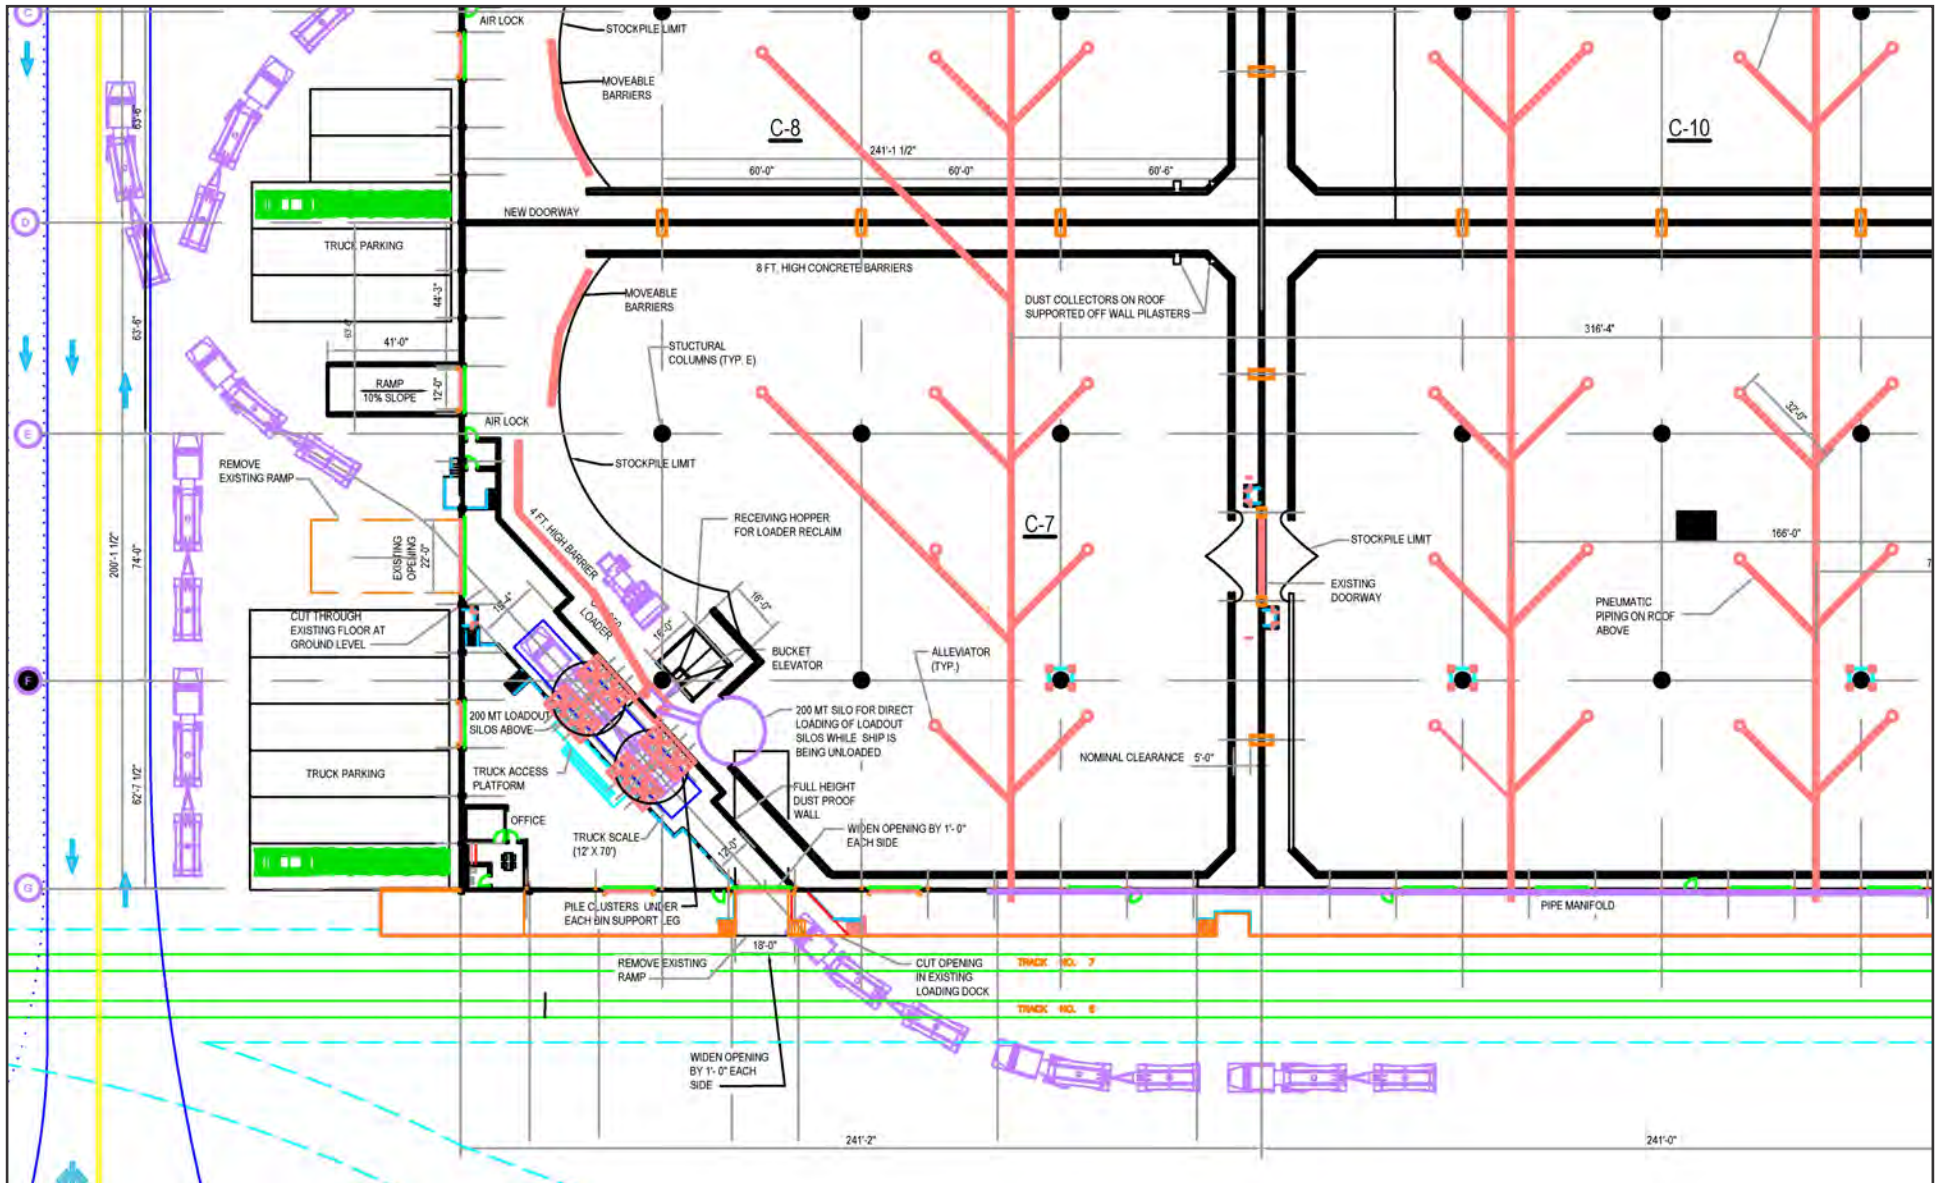 C
AIR LOCK
STOCKPILE LIMIT
MOVEABLE
BARRIERS
C-8
C-10
63'-6"
241'-1 1/2"
60'-0"
60'-0"
60'-6"
D
NEW DOORWAY
TRUCK PARKING
8 FT. HIGH CONCRETE BARRIERS
MOVEABLE
BARRIERS
44'-3"
63'-6"
DUST COLLECTORS ON ROOF
SUPPORTED OFF WALL PILASTERS
316'-4"
41'-0"
STUCTURAL
COLUMNS (TYP. E)
RAMP
10% SLOPE
12'-0"
32'-0"
AIR LOCK
E
REMOVE
EXISTING RAMP
STOCKPILE LIMIT
4 FT. HIGH BARRIER
RECEIVING HOPPER
FOR LOADER RECLAIM
C-7
STOCKPILE LIMIT
166'-0"
7
200'-1 1/2"
74'-0"
EXISTING
OPENING
22'-0"
EXISTING
DOORWAY
PNEUMATIC
PIPING ON ROOF
ABOVE
CUT THROUGH
EXISTING FLOOR AT
GROUND LEVEL
LOADER
16'-0"
16'-0"
BUCKET
ELEVATOR
ALLEVIATOR
(TYP.)
F
200 MT LOADOUT
SILOS ABOVE
200 MT SILO FOR DIRECT
LOADING OF LOADOUT
SILOS WHILE SHIP IS
BEING UNLOADED
NOMINAL CLEARANCE 5'-0"
TRUCK PARKING
TRUCK ACCESS
PLATFORM
62'-7 1/2"
FULL HEIGHT
DUST PROOF
WALL
OFFICE
TRUCK SCALE
(12' X 70')
12'-0"
WIDEN OPENING BY 1'- 0"
EACH SIDE
G
PILE CLUSTERS UNDER
EACH BIN SUPPORT LEG
PIPE MANIFOLD
18'-0"
REMOVE EXISTING
RAMP
CUT OPENING
IN EXISTING
LOADING DOCK
TRACK NO. 7
TRACK NO.
WIDEN OPENING
BY 1'- 0" EACH
SIDE
241'-2"
241'-0"